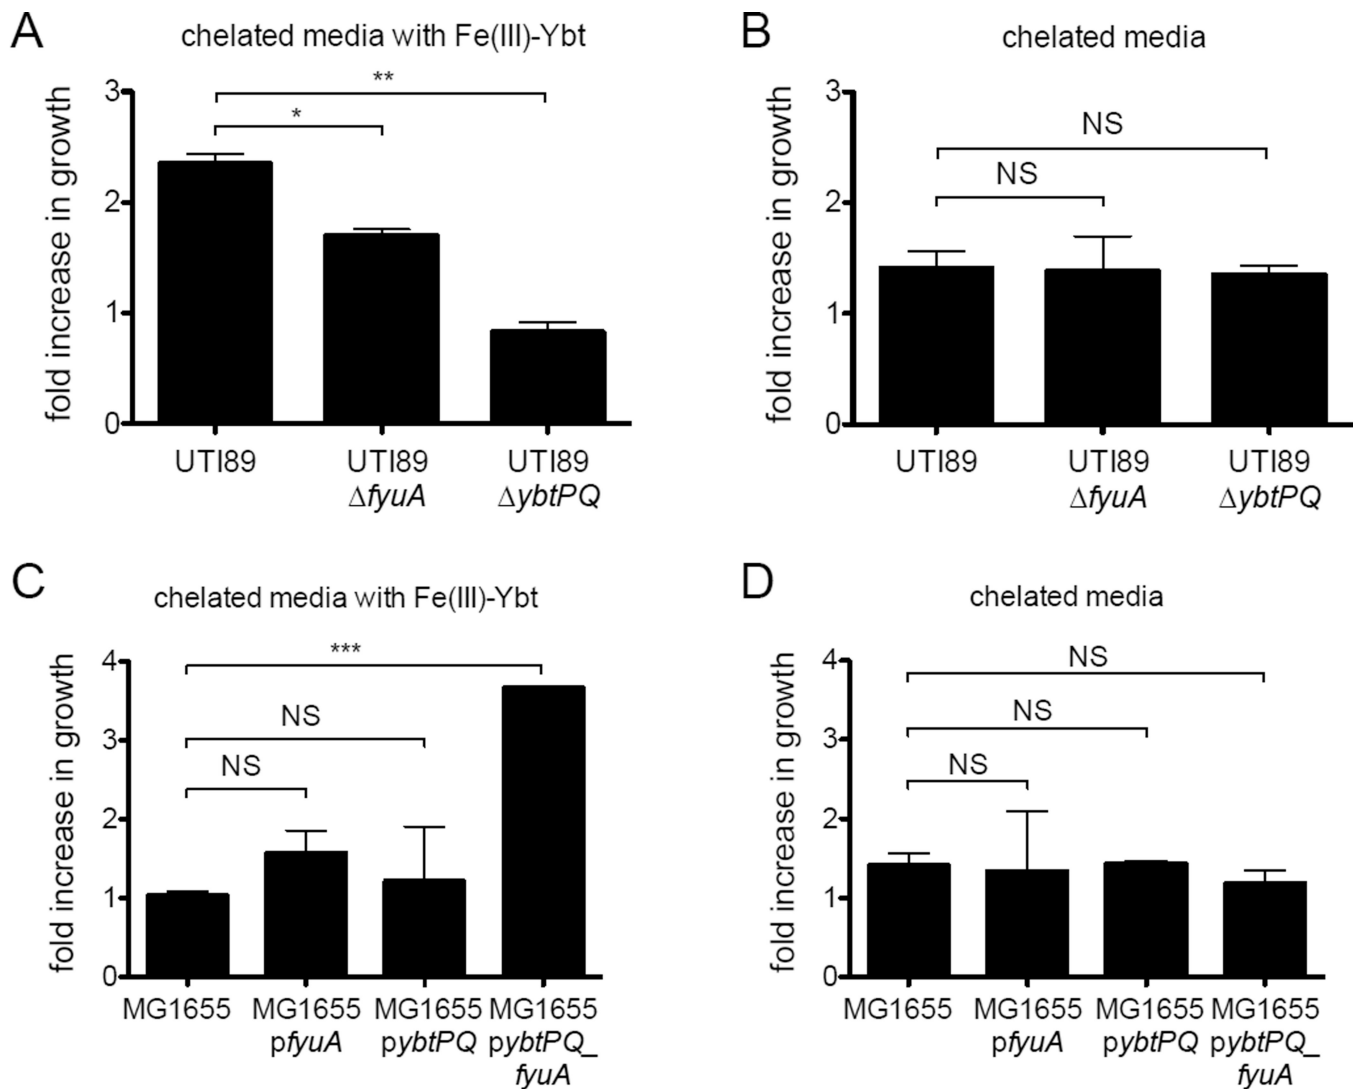 A
chelated media with Fe(III)-Ybt
fold increase in growth
3
2
1
0
**
*
UTI89
UTI89
ΔfyuA
UTI89
ΔybtPQ
B
chelated media
fold increase in growth
3
2
1
0
NS
NS
UTI89
UTI89
ΔfyuA
UTI89
ΔybtPQ
C
chelated media with Fe(III)-Ybt
fold increase in growth
4
3
2
1
0
***
NS
NS
MG1655
MG1655
pfyuA
MG1655
pybtPQ
MG1655
pybtPQ_
fyuA
D
chelated media
fold increase in growth
4
3
2
1
0
NS
NS
NS
MG1655
MG1655
pfyuA
MG1655
pybtPQ
MG1655
pybtPQ_
fyuA